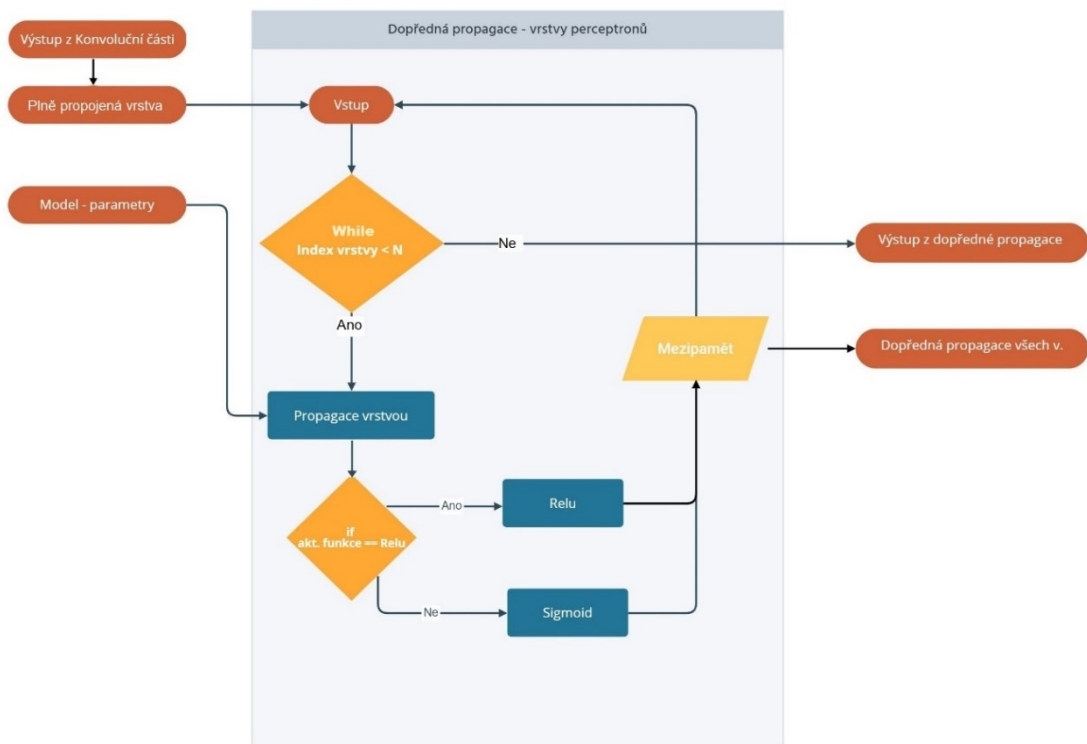 Dopředná propagace - vrstvy perceptronů
Výstup z Konvoluční části
Plně propojená vrstva
Vstup
Model - parametry
While
Index vrstvy < N
Ne
Výstup z dopředné propagace
Ano
Mezipamět
Dopředná propagace všech v.
Propagace vrstvou
if
akt. funkce == Relu
Ano
Relu
Ne
Sigmoid